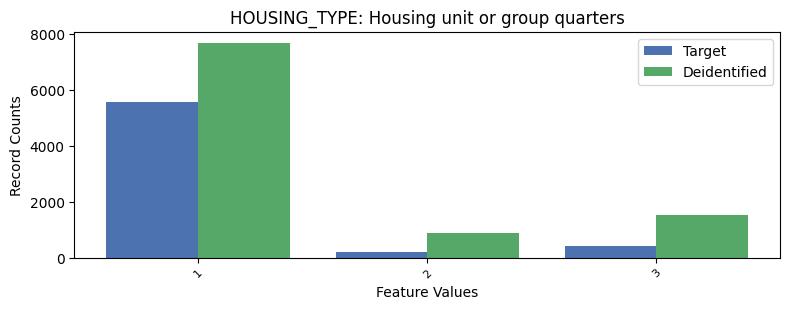 HOUSING_TYPE: Housing unit or group quarters
8000
6000
4000
2000
0
Record Counts
Target
Deidentified
1
2
3
Feature Values